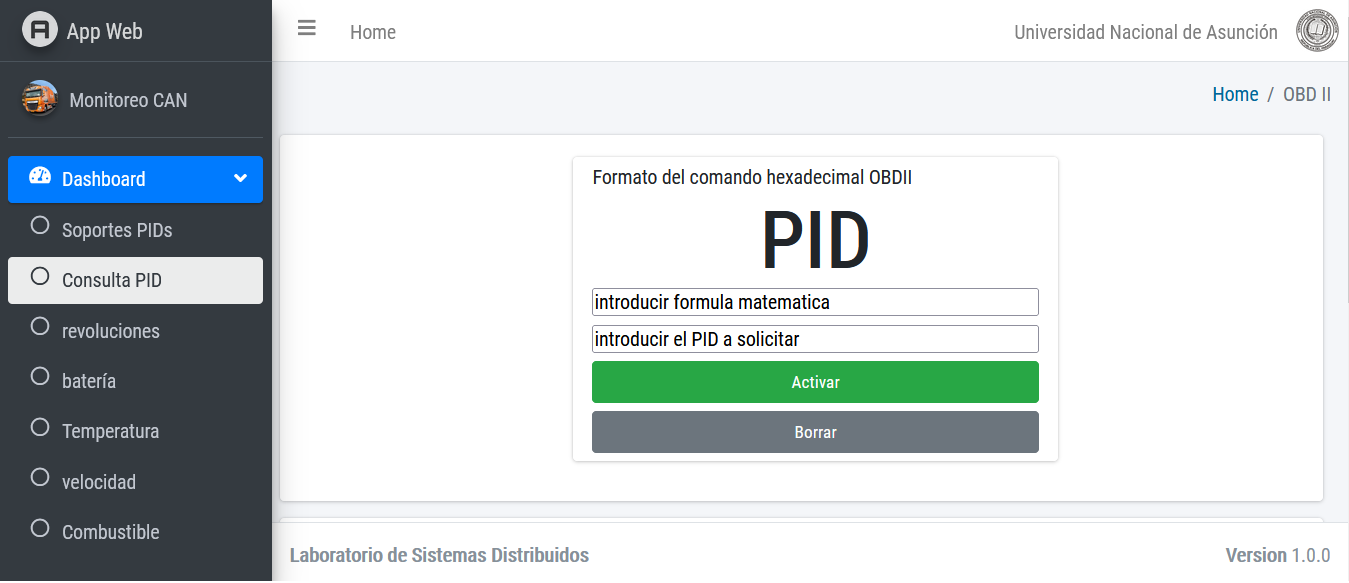 App Web
Home
Universidad Nacional de Asunción
Monitoreo CAN
Home / OBD II
Dashboard
Soportes PIDs
Consulta PID
revoluciones
batería
Temperatura
velocidad
Combustible
Formato del comando hexadecimal OBDII
PID
introducir formula matematica
introducir el PID a solicitar
Activar
Borrar
Laboratorio de Sistemas Distribuidos
Version 1.0.0